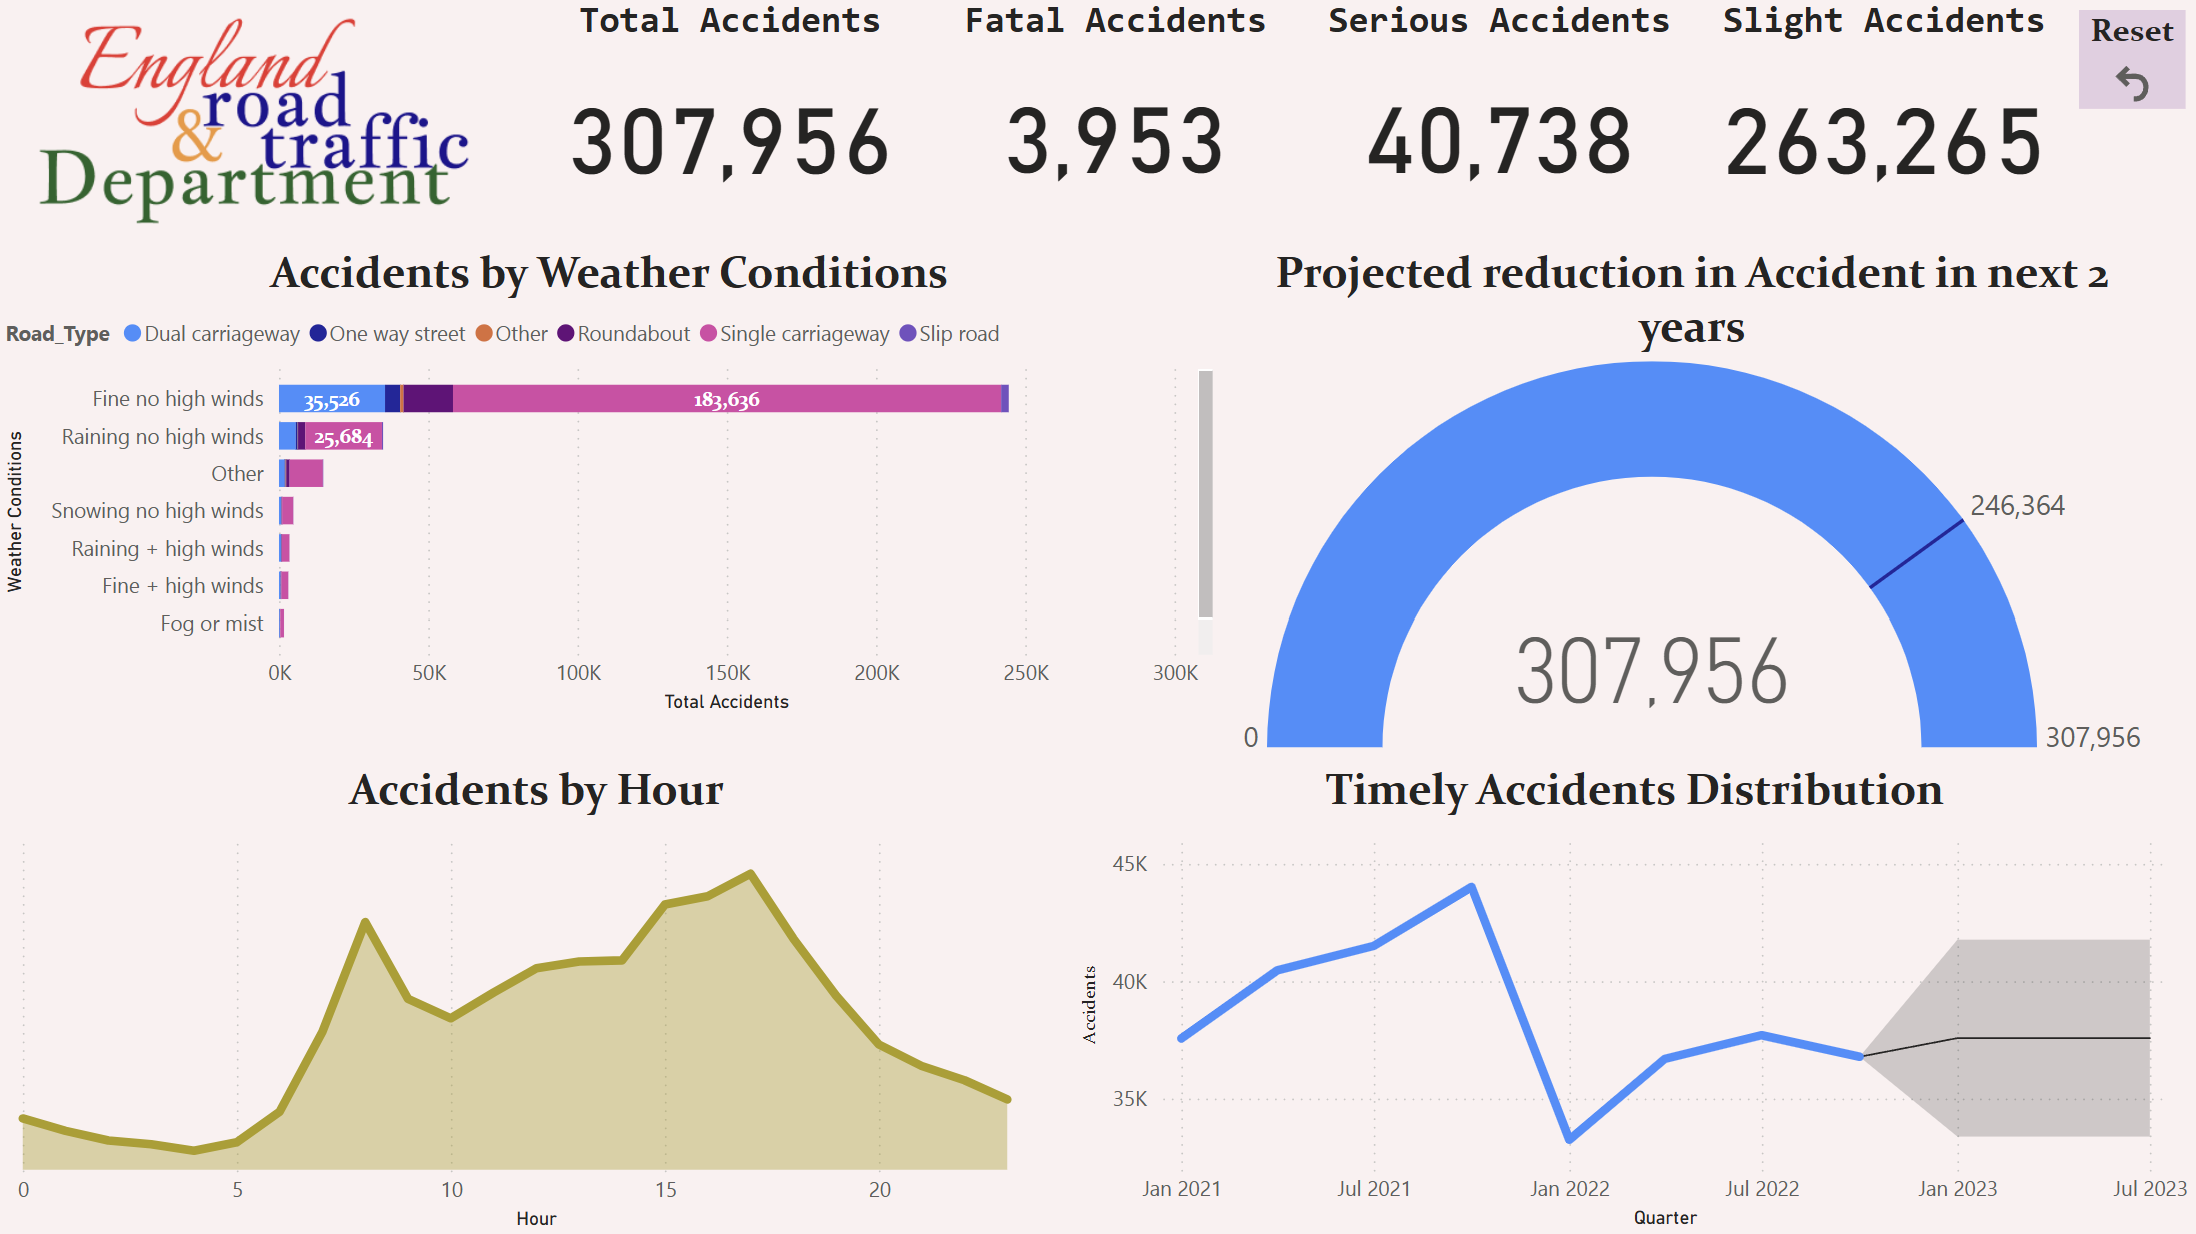 England
road
& traffic
Department
Total Accidents
307,956
Fatal Accidents
3,953
Serious Accidents
40,738
Slight Accidents
263,265
Reset
Accidents by Weather Conditions
Road_Type Dual carriageway One way street Other Roundabout Single carriageway Slip road
Weather Conditions
Fine no high winds 35,526 183,636
Raining no high winds 25,684
Other
Snowing no high winds
Raining + high winds
Fine + high winds
Fog or mist
0K 50K 100K 150K 200K 250K 300K
Total Accidents
Projected reduction in Accident in next 2
years
246,364
307,956
0 307,956
Accidents by Hour
0 5 10 15 20
Hour
Timely Accidents Distribution
Accidents
45K
40K
35K
Jan 2021 Jul 2021 Jan 2022 Jul 2022 Jan 2023 Jul 2023
Quarter